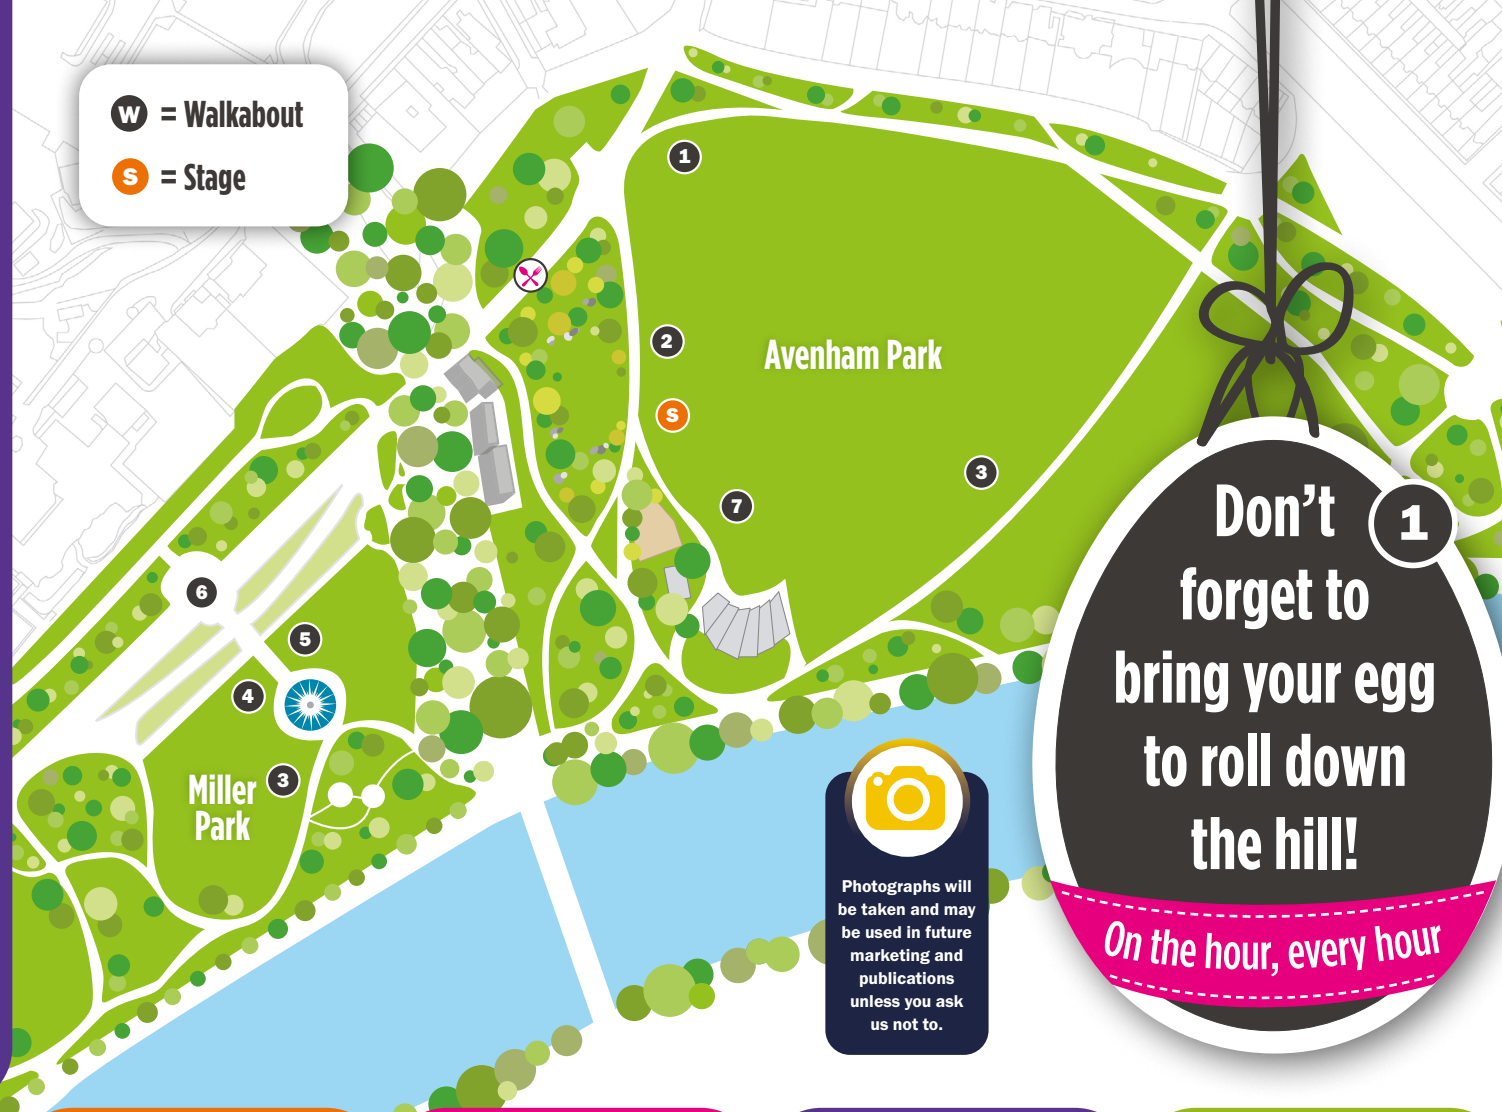 W = Walkabout
S = Stage
1
2
Avenham Park
S
3
7
6
5
4
3
Miller
Park
Don't
1
forget to
bring your egg
to roll down
the hill!
On the hour, every hour
Photographs will
be taken and may
be used in future
marketing and
publications
unless you ask
us not to.